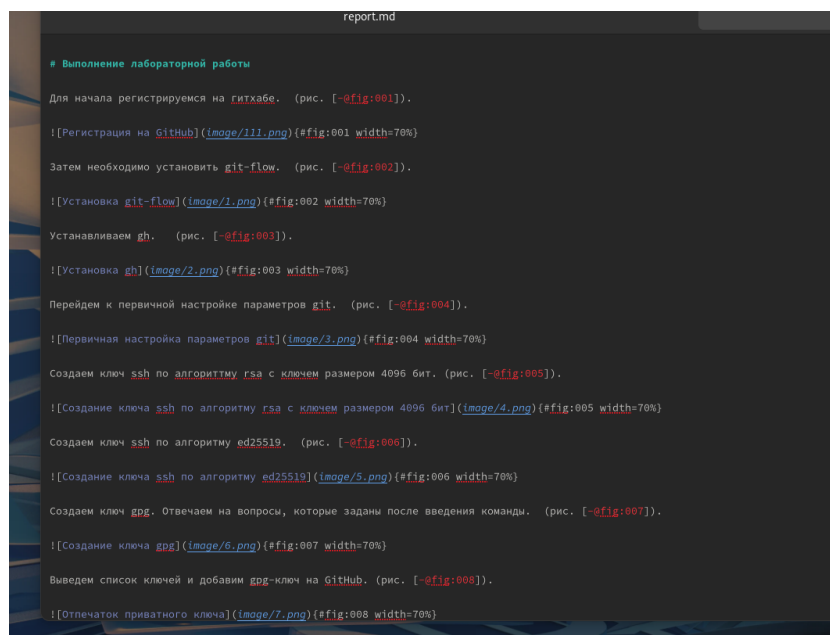 report.md
# Выполнение лабораторной работы
Для начала регистрируемся на гитхабе.  (рис. [-@fig:001]).
![Регистрация на GitHub](image/111.png){#fig:001 width=70%}
Затем необходимо установить git-flow.  (рис. [-@fig:002]).
![Установка git-flow](image/1.png){#fig:002 width=70%}
Устанавливаем gh.   (рис. [-@fig:003]).
![Установка gh](image/2.png){#fig:003 width=70%}
Перейдем к первичной настройке параметров git.  (рис. [-@fig:004]).
![Первичная настройка параметров git](image/3.png){#fig:004 width=70%}
Создаем ключ ssh по алгориттму rsa с ключем размером 4096 бит. (рис. [-@fig:005]).
![Создание ключа ssh по алгоритму rsa с ключем размером 4096 бит](image/4.png){#fig:005 width=70%}
Создаем ключ ssh по алгоритму ed25519.  (рис. [-@fig:006]).
![Создание ключа ssh по алгоритму ed25519](image/5.png){#fig:006 width=70%}
Создаем ключ gpg. Отвечаем на вопросы, которые заданы после введения команды.  (рис. [-@fig:007]).
![Создание ключа gpg](image/6.png){#fig:007 width=70%}
Выведем список ключей и добавим gpg-ключ на GitHub. (рис. [-@fig:008]).
![Отпечаток приватного ключа](image/7.png){#fig:008 width=70%}